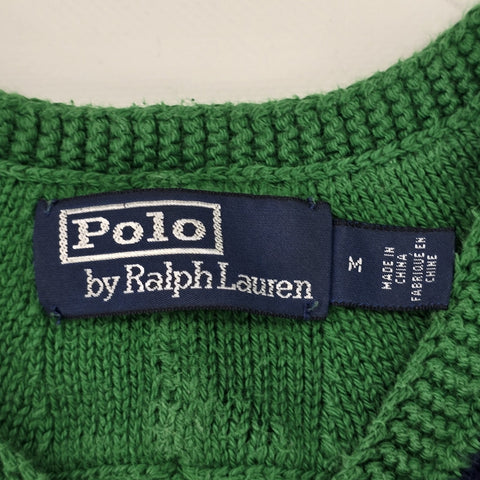 Polo
by Ralph Lauren
M
MADE IN
CHINA
FABRIQUE EN
CHINE